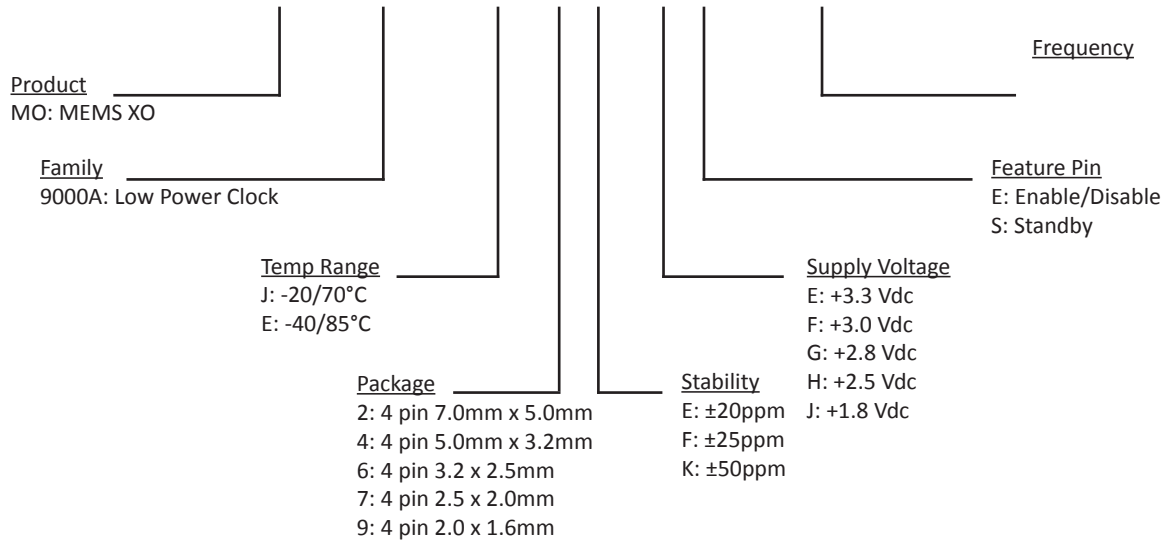 Frequency
Product
MO: MEMS XO
Family
9000A: Low Power Clock
Feature Pin
E: Enable/Disable
S: Standby
Temp Range
J: -20/70°C
E: -40/85°C
Supply Voltage
E: +3.3 Vdc
F: +3.0 Vdc
G: +2.8 Vdc
H: +2.5 Vdc
J: +1.8 Vdc
Package
2: 4 pin 7.0mm x 5.0mm
4: 4 pin 5.0mm x 3.2mm
6: 4 pin 3.2 x 2.5mm
7: 4 pin 2.5 x 2.0mm
9: 4 pin 2.0 x 1.6mm
Stability
E: ±20ppm
F: ±25ppm
K: ±50ppm